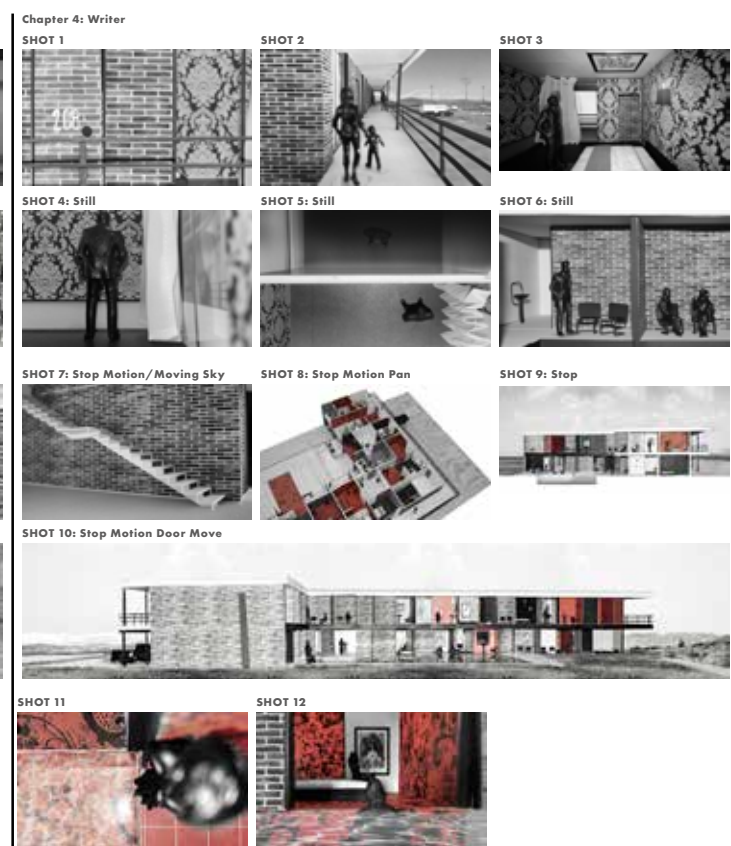 Chapter 4: Writer
SHOT 1
SHOT 2
SHOT 3
268
SHOT 4: Still
SHOT 5: Still
SHOT 6: Still
SHOT 7: Stop Motion/Moving Sky
SHOT 8: Stop Motion Pan
SHOT 9: Stop
SHOT 10: Stop Motion Door Move
SHOT 11
SHOT 12